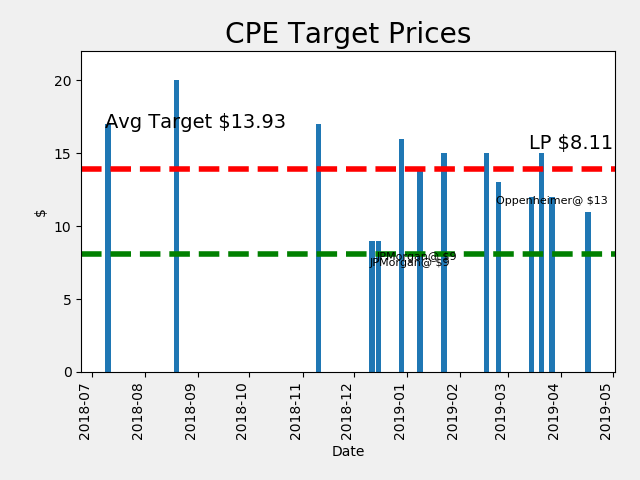 CPE Target Prices
20
Avg Target $13.93
LP $8.11
15
Oppenheimer@ $13
10
JPMorgan@ $9
JPMorgan@ $9
5
0
$
2018-07
2018-08
2018-09
2018-10
2018-11
2018-12
2019-01
2019-02
2019-03
2019-04
2019-05
Date